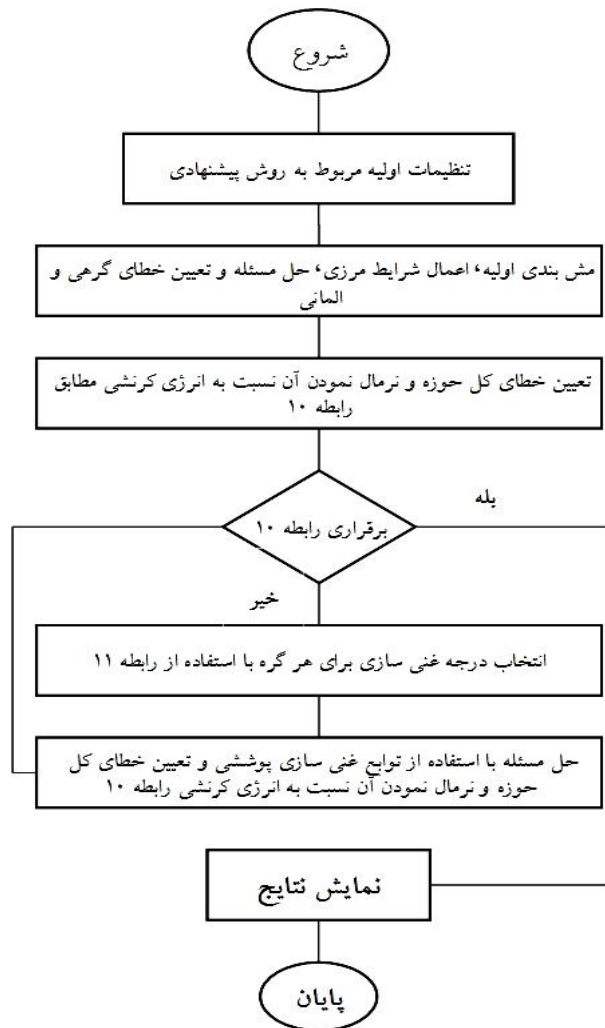 شروع
تنظیمات اولیه مربوط به روش پیشنهادی
مش بندی اولیه، اعمال شرایط مرزی، حل مسئله و تعیین خطای گرهی و
المانی
تعیین خطای کل حوزه و نرمال نمودن آن نسبت به انرژی کرنشی مطابق
رابطه ۱۰
برقراری رابطه ۱۰
بله
خیر
انتخاب درجه غنی سازی برای هر گره با استفاده از رابطه ۱۱
حل مسئله با استفاده از توابع غنی سازی پوششی و تعیین خطای کل
حوزه و نرمال نمودن آن نسبت به انرژی کرنشی رابطه ۱۰
نمایش نتایج
پایان